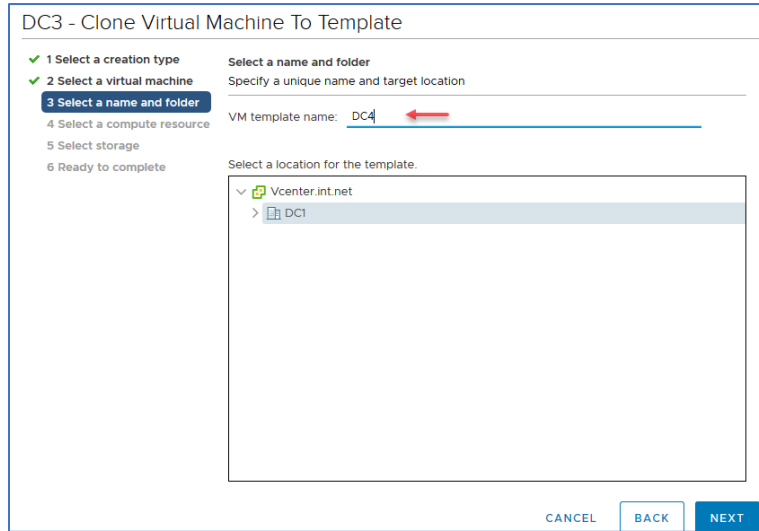 DC3 - Clone Virtual Machine To Template
1 Select a creation type
2 Select a virtual machine
3 Select a name and folder
4 Select a compute resource
5 Select storage
6 Ready to complete
Select a name and folder
Specify a unique name and target location
VM template name: DC4
Select a location for the template.
Vcenter.int.net
DC1
CANCEL BACK NEXT